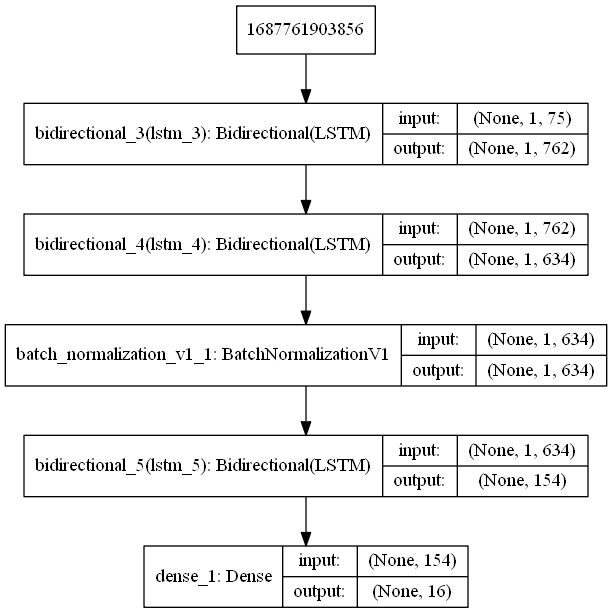 1687761903856
bidirectional_3(lstm_3): Bidirectional(LSTM)
input: (None, 1, 75)
output: (None, 1, 762)
bidirectional_4(lstm_4): Bidirectional(LSTM)
input: (None, 1, 762)
output: (None, 1, 634)
batch_normalization_v1_1: BatchNormalizationV1
input: (None, 1, 634)
output: (None, 1, 634)
bidirectional_5(lstm_5): Bidirectional(LSTM)
input: (None, 1, 634)
output: (None, 154)
dense_1: Dense
input: (None, 154)
output: (None, 16)